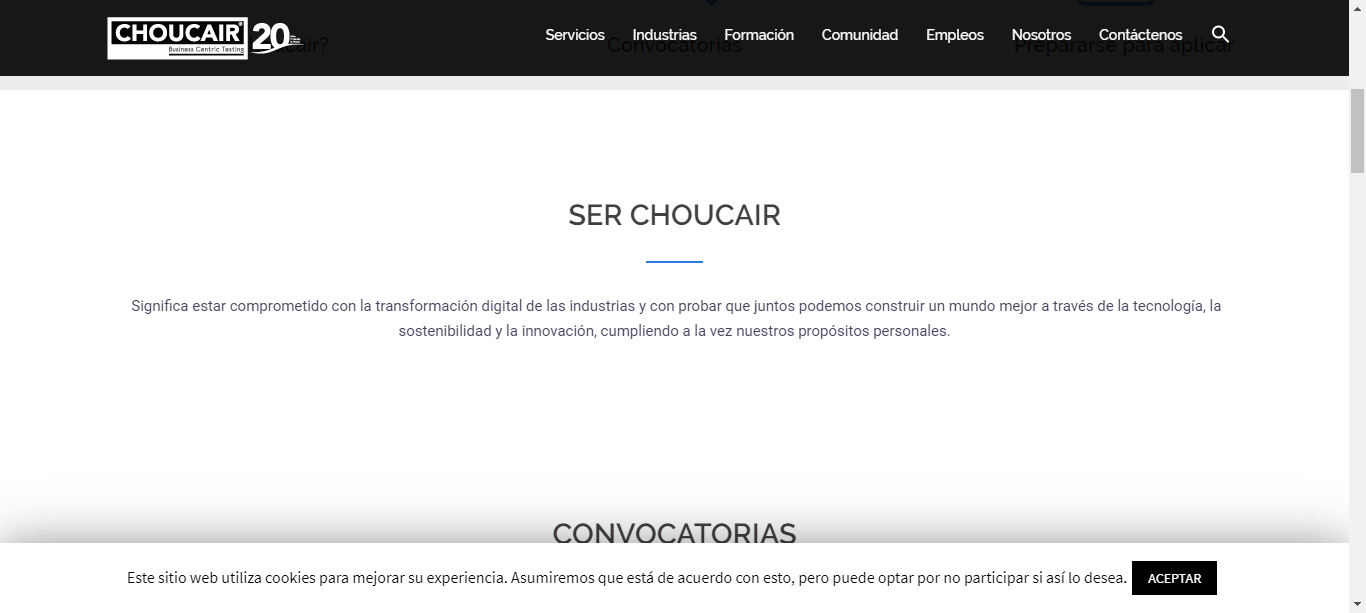 CHOUCAIR®
Business Centric Testing
20
Servicios Industrias Formación Comunidad Empleos Nosotros Contáctenos
Convocatorias
Prepararse para aplicar
SER CHOUCAIR
Significa estar comprometido con la transformación digital de las industrias y con probar que juntos podemos construir un mundo mejor a través de la tecnología, la
sostenibilidad y la innovación, cumpliendo a la vez nuestros propósitos personales.
CONVOCATORIAS
Este sitio web utiliza cookies para mejorar su experiencia. Asumiremos que está de acuerdo con esto, pero puede optar por no participar si así lo desea. ACEPTAR